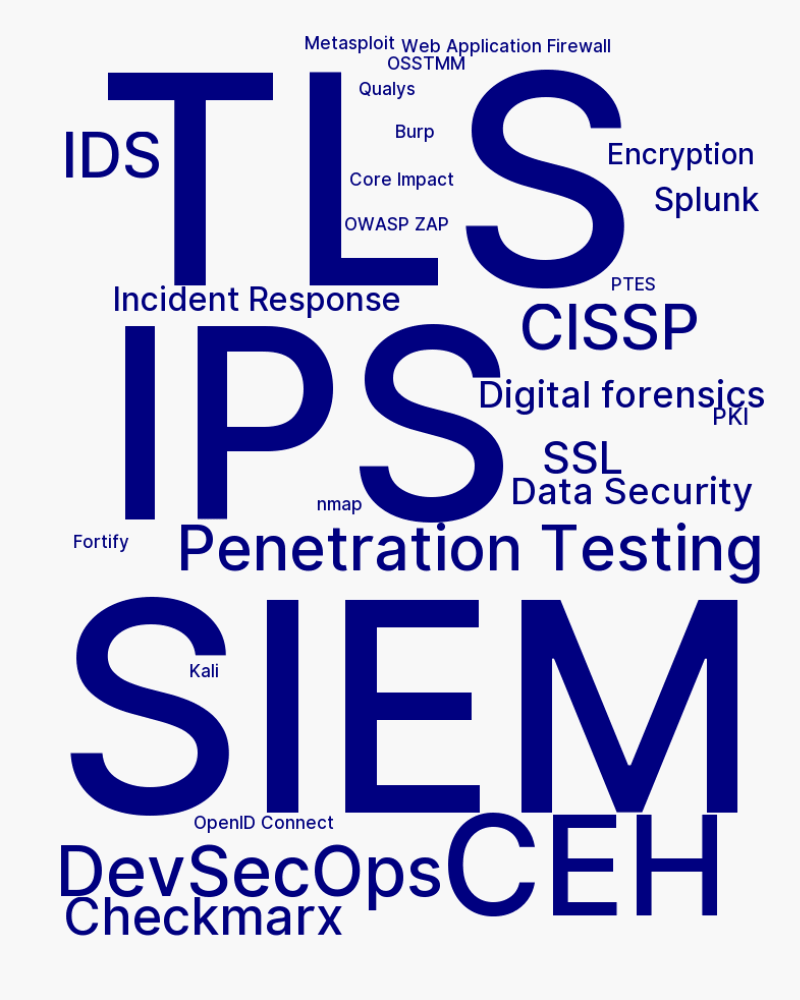 Metasploit Web Application Firewall
OSSTMM
TLS
Qualys
Burp
IDS
Encryption
Core Impact
Splunk
OWASP ZAP
PTES
Incident Response
CISSP
IPS
Digital forensics
PKI
SSL
Data Security
nmap
Fortify
Penetration Testing
SIEM
Kali
OpenID Connect
CEH
DevSecOps
Checkmarx